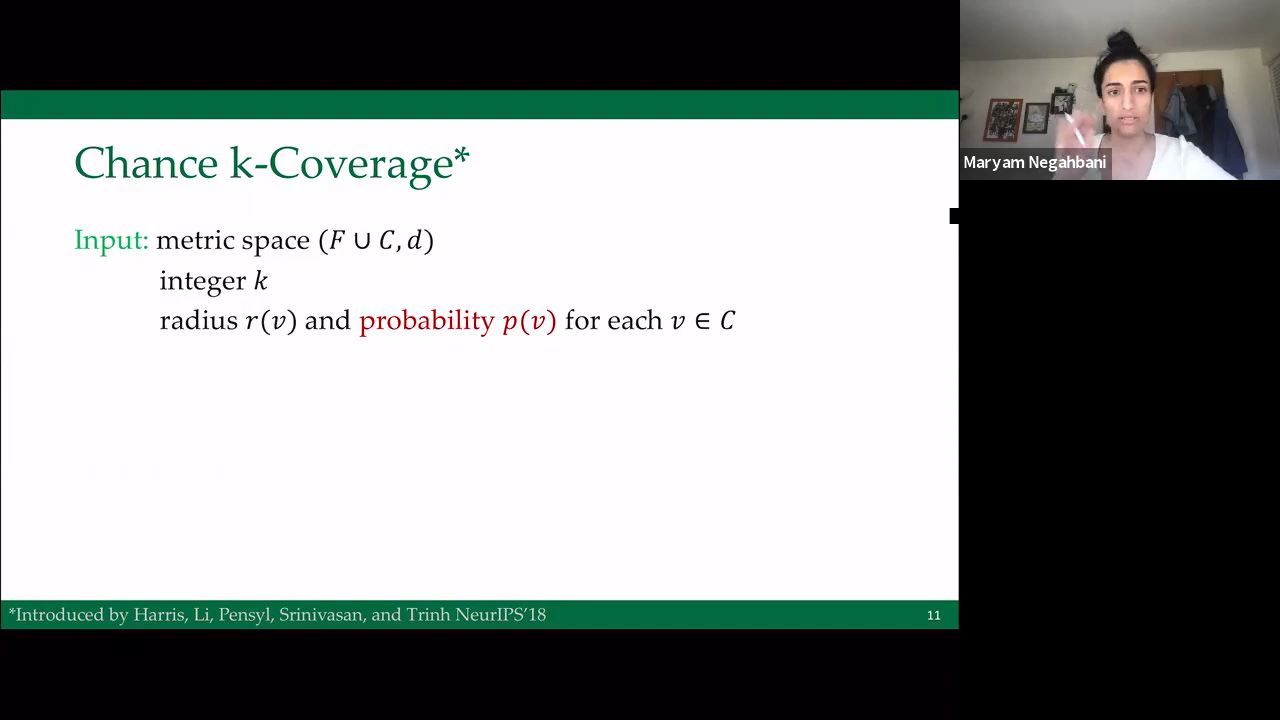 Chance k-Coverage*
Input: metric space (F ∪ C, d)
integer k
radius r(v) and probability p(v) for each v ∈ C
*Introduced by Harris, Li, Pensyl, Srinivasan, and Trinh NeurIPS'18
11
Maryam Negahbani